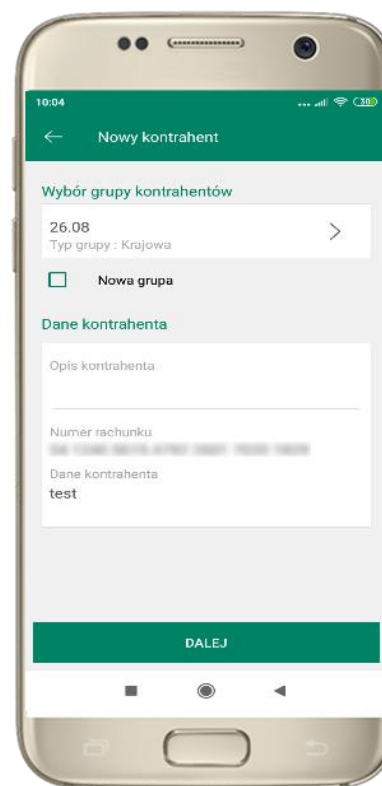 10:04
30
Nowy kontrahent
Wybór grupy kontrahentów
26.08
Typ grupy : Krajowa
Nowa grupa
Dane kontrahenta
Opis kontrahenta
Numer rachunku
Dane kontrahenta
test
DALEJ